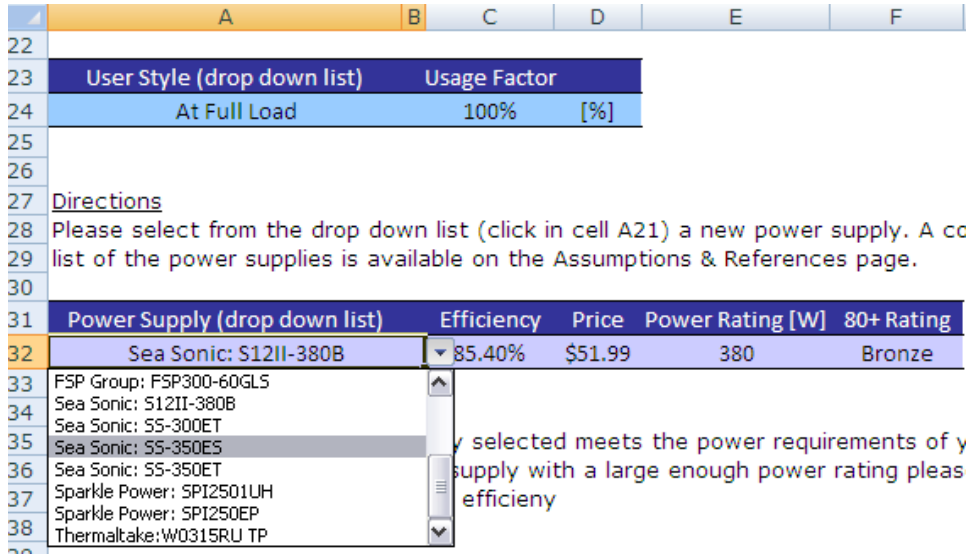 A B C D E F
22
23 User Style (drop down list) Usage Factor
24 At Full Load 100% [%]
25
26
27 Directions
28 Please select from the drop down list (click in cell A21) a new power supply. A co
29 list of the power supplies is available on the Assumptions & References page.
30
31 Power Supply (drop down list) Efficiency Price Power Rating [W] 80+ Rating
32 Sea Sonic: S12II-380B 85.40% $51.99 380 Bronze
33 FSP Group: FSP300-60GLS
Sea Sonic: S12II-380B
34 Sea Sonic: SS-300ET
35 Sea Sonic: SS-350ES y selected meets the power requirements of y
36 Sea Sonic: SS-350ET supply with a large enough power rating pleas
37 Sparkle Power: SPI2501UH efficieny
Sparkle Power: SPI250EP
38 Thermaltake:W0315RU TP